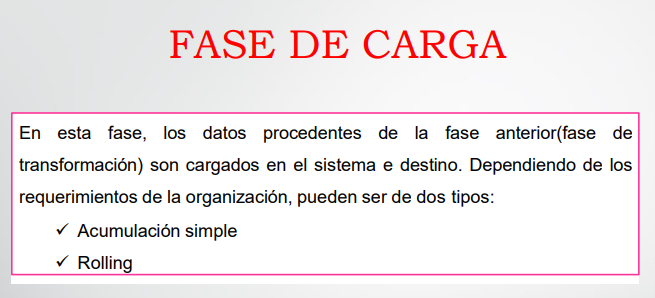 FASE DE CARGA
En esta fase, los datos procedentes de la fase anterior(fase de
transformación) son cargados en el sistema e destino. Dependiendo de los
requerimientos de la organización, pueden ser de dos tipos:
✓ Acumulación simple
✓ Rolling